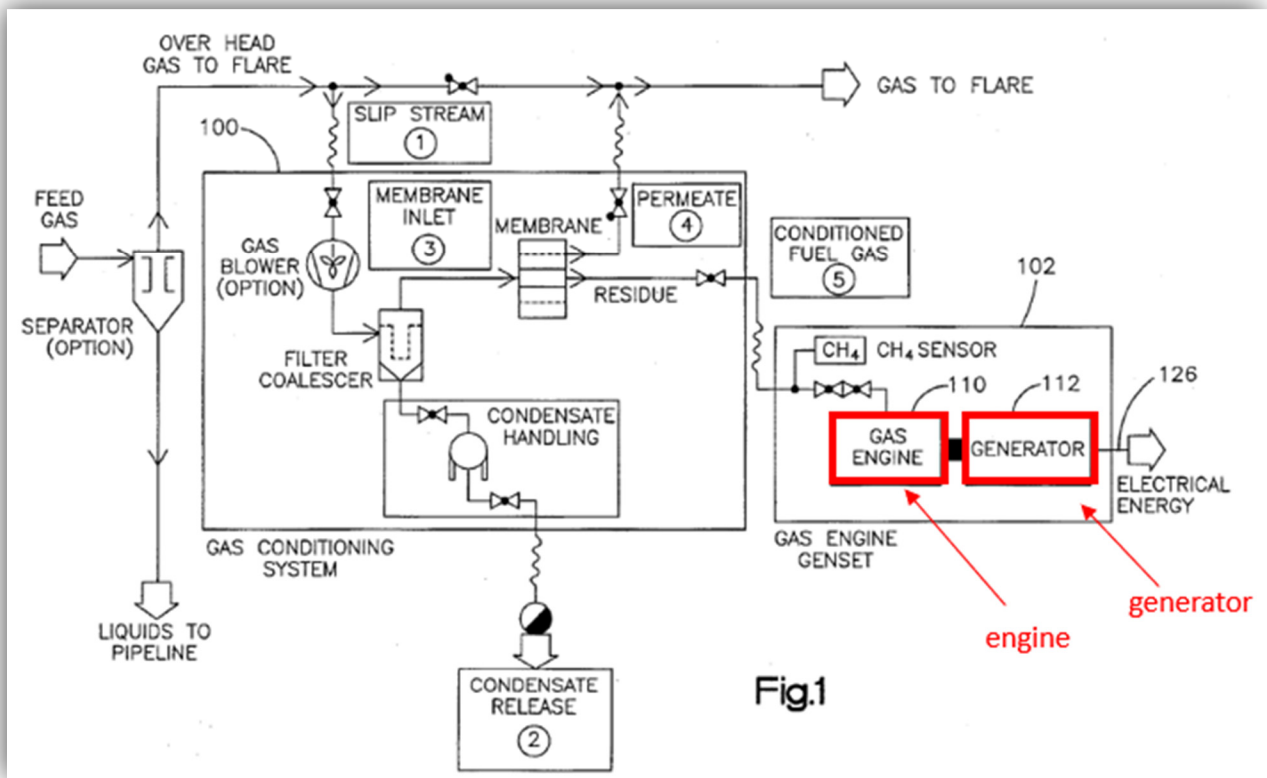 OVER HEAD
GAS TO FLARE
GAS TO FLARE
SLIP STREAM
1
100
FEED
GAS
MEMBRANE
INLET
3
PERMEATE
4
MEMBRANE
GAS
BLOWER
(OPTION)
CONDITIONED
FUEL GAS
5
RESIDUE
102
SEPARATOR
(OPTION)
FILTER
COALESCER
CH₄
CH₄ SENSOR
110
112
126
CONDENSATE
HANDLING
GAS
ENGINE
GENERATOR
ELECTRICAL
ENERGY
GAS CONDITIONING
SYSTEM
GAS ENGINE
GENSET
generator
engine
LIQUIDS TO
PIPELINE
CONDENSATE
RELEASE
2
Fig.1